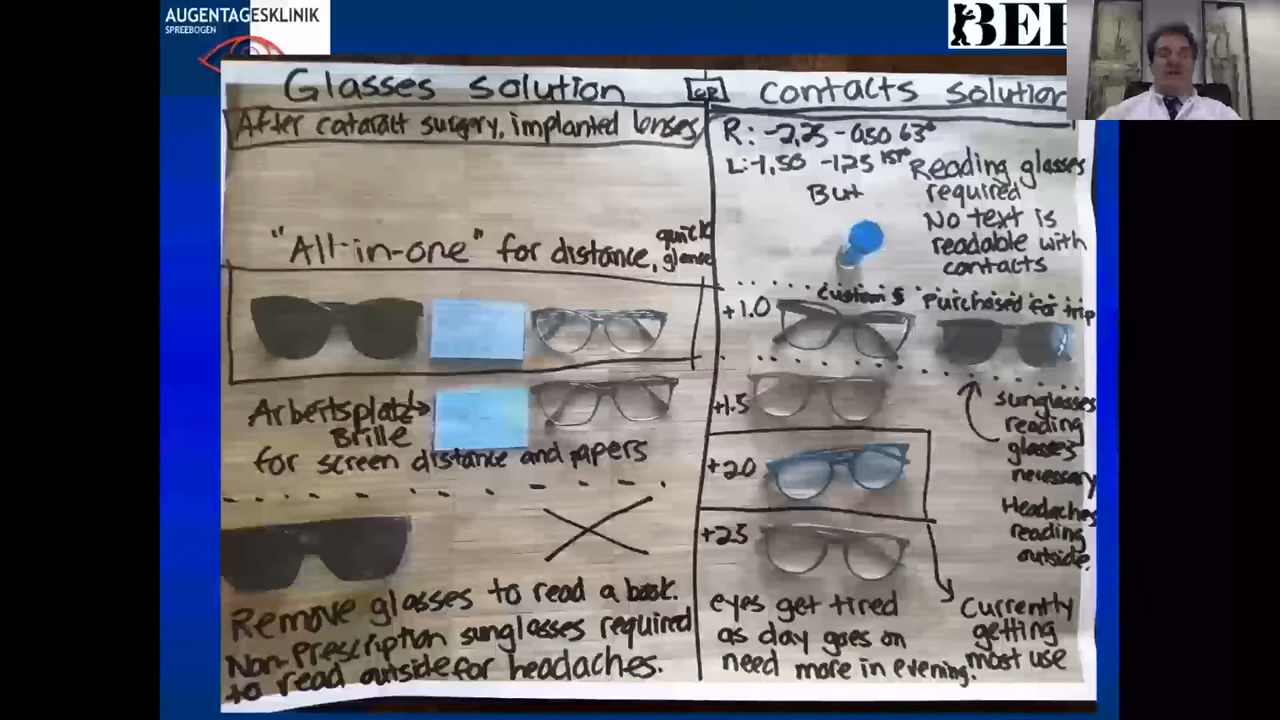 AUGENTAGESKLINIK
SPREEBOGEN
Glasses solution
OR
contacts solution
After cataract surgery, implanted lenses
"All-in-one" for distance, quick glance
Arbeitsplatz →
Brille
for screen distance and papers
Remove glasses to read a book.
Non-Prescription sunglasses required
to read outside for headaches.
R: -2,25 -0,50 63°
L: -1,50 -1,25
But
Reading glasses
required
No text is
readable with
contacts
+1.0
custom $
Purchased for trip
+1.5
sunglasses
reading
glasses
necessary
+2.0
Headaches
reading
outside.
+2.5
eyes get tired
as day goes on
need more in evening.
Currently
getting
most use